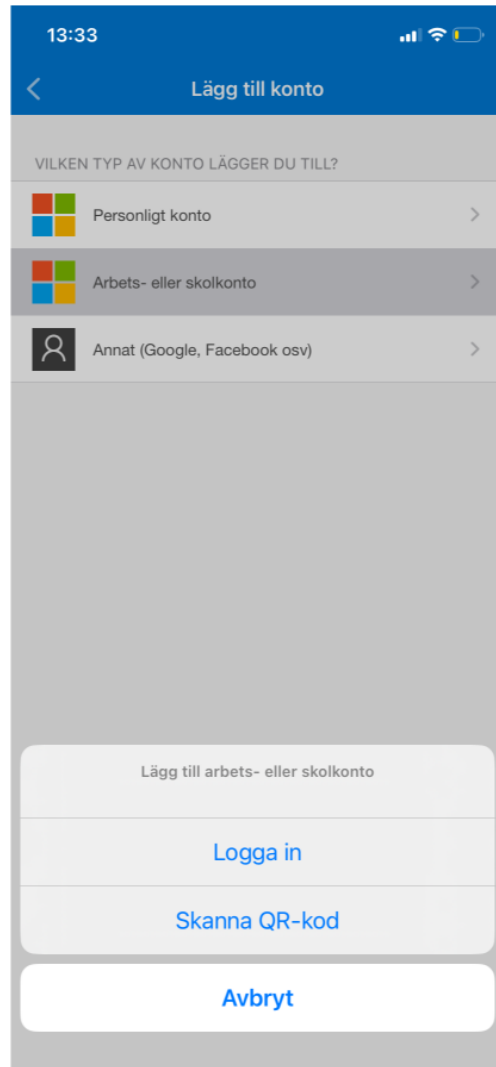 13:33
Lägg till konto
VILKEN TYP AV KONTO LÄGGER DU TILL?
Personligt konto
Arbets- eller skolkonto
Annat (Google, Facebook osv)
Lägg till arbets- eller skolkonto
Logga in
Skanna QR-kod
Avbryt